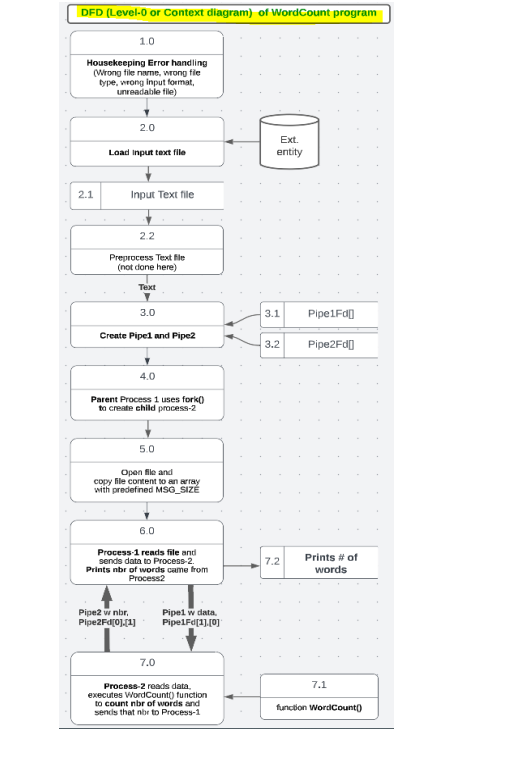 DFD (Level-0 or Context diagram) of WordCount program
1.0
Housekeeping Error handling
(Wrong file name, wrong file
type, wrong input format,
unreadable file)
2.0
Load Input text file
Ext.
entity
2.1 Input Text file
2.2
Preprocess Text file
(not done here)
Text
3.0
Create Pipe1 and Pipe2
3.1 Pipe1Fd[]
3.2 Pipe2Fd[]
4.0
Parent Process 1 uses fork()
to create child process-2
5.0
Open file and
copy file content to an array
with predefined MSG_SIZE
6.0
Process-1 reads file and
sends data to Process-2.
Prints nbr of words came from
Process2
7.2 Prints # of
words
Pipe2 w nbr,
Pipe2Fd[0],[1]
Pipe1 w data,
Pipe1Fd[1],[0]
7.0
Process-2 reads data,
executes WordCount() function
to count nbr of words and
sends that nbr to Process-1
7.1
function WordCount()